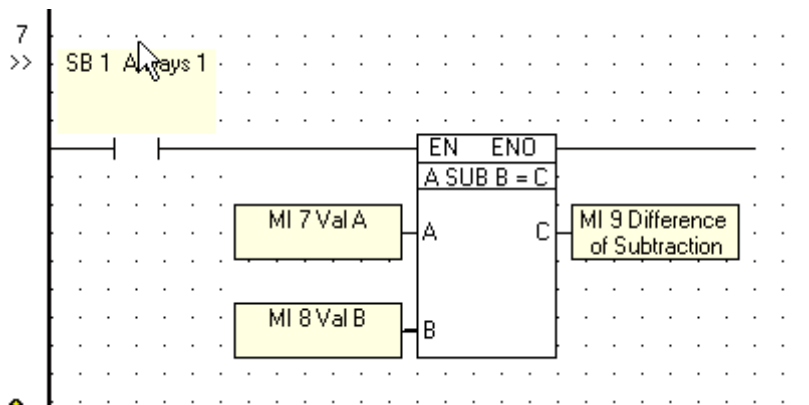 7
>>
SB 1 Always 1
EN ENO
A SUB B = C
MI 7 Val A
A
C
MI 9 Difference
of Subtraction
MI 8 Val B
B